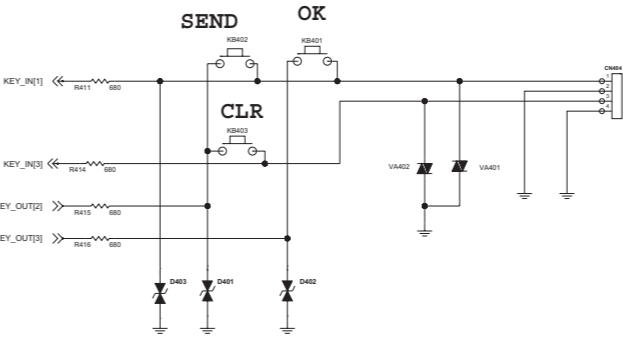 OK
SEND
KB402
KB401
CN404
KEY_IN[1]
R411 680
1
2
3
4
CLR
KB403
KEY_IN[3]
R414 680
VA402
VA401
EY_OUT[2]
R415 680
EY_OUT[3]
R416 680
D403
D401
D402